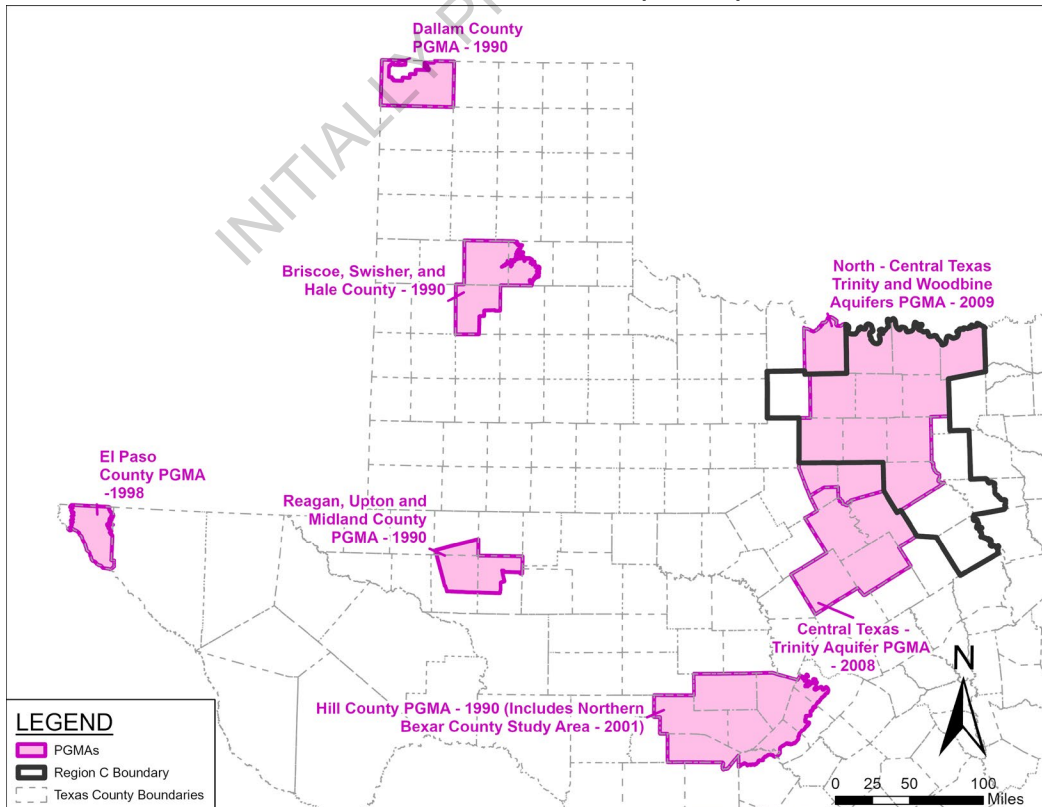 Dallam County
PGMA - 1990
INITIALLY P
Briscoe, Swisher, and
Hale County - 1990
North - Central Texas
Trinity and Woodbine
Aquifers PGMA - 2009
El Paso
County PGMA
-1998
Reagan, Upton and
Midland County
PGMA - 1990
Central Texas -
Trinity Aquifer PGMA
- 2008
Hill County PGMA - 1990 (Includes Northern
Bexar County Study Area - 2001)
N
LEGEND
PGMAs
Region C Boundary
Texas County Boundaries
0 25 50 100
Miles